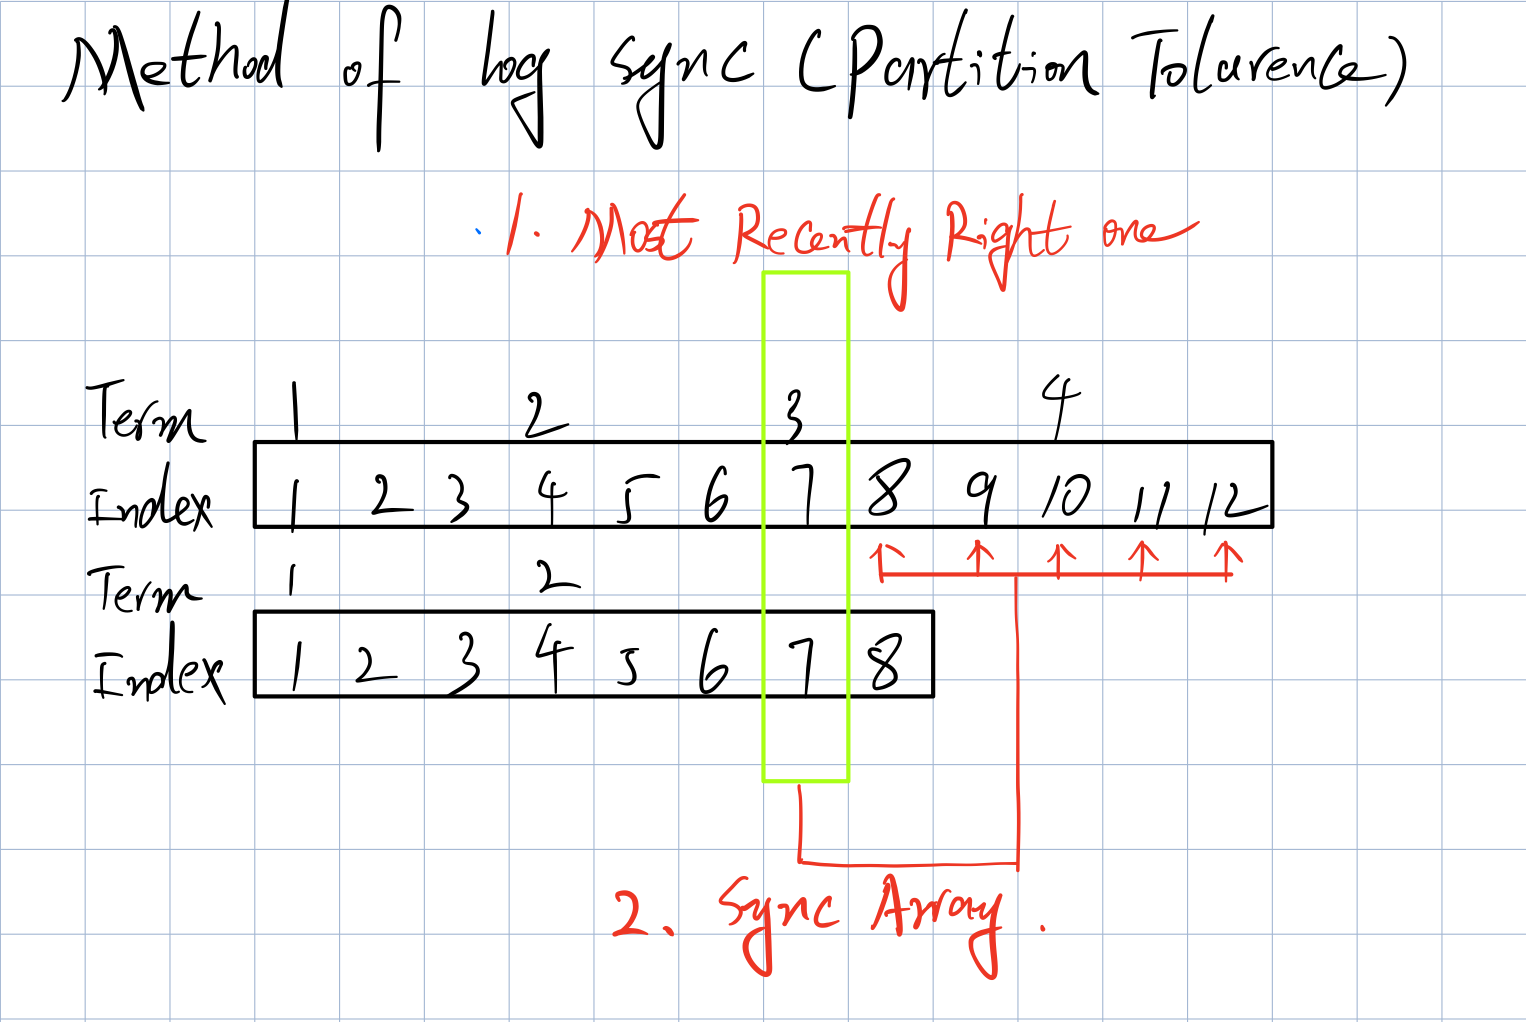 Method of log sync (Partition Tolarence)
1. Most Recently Right one
Term 1 2 3 4
Index 1 2 3 4 5 6 7 8 9 10 11 12
Term 1 2
Index 1 2 3 4 5 6 7 8
2. Sync Array.